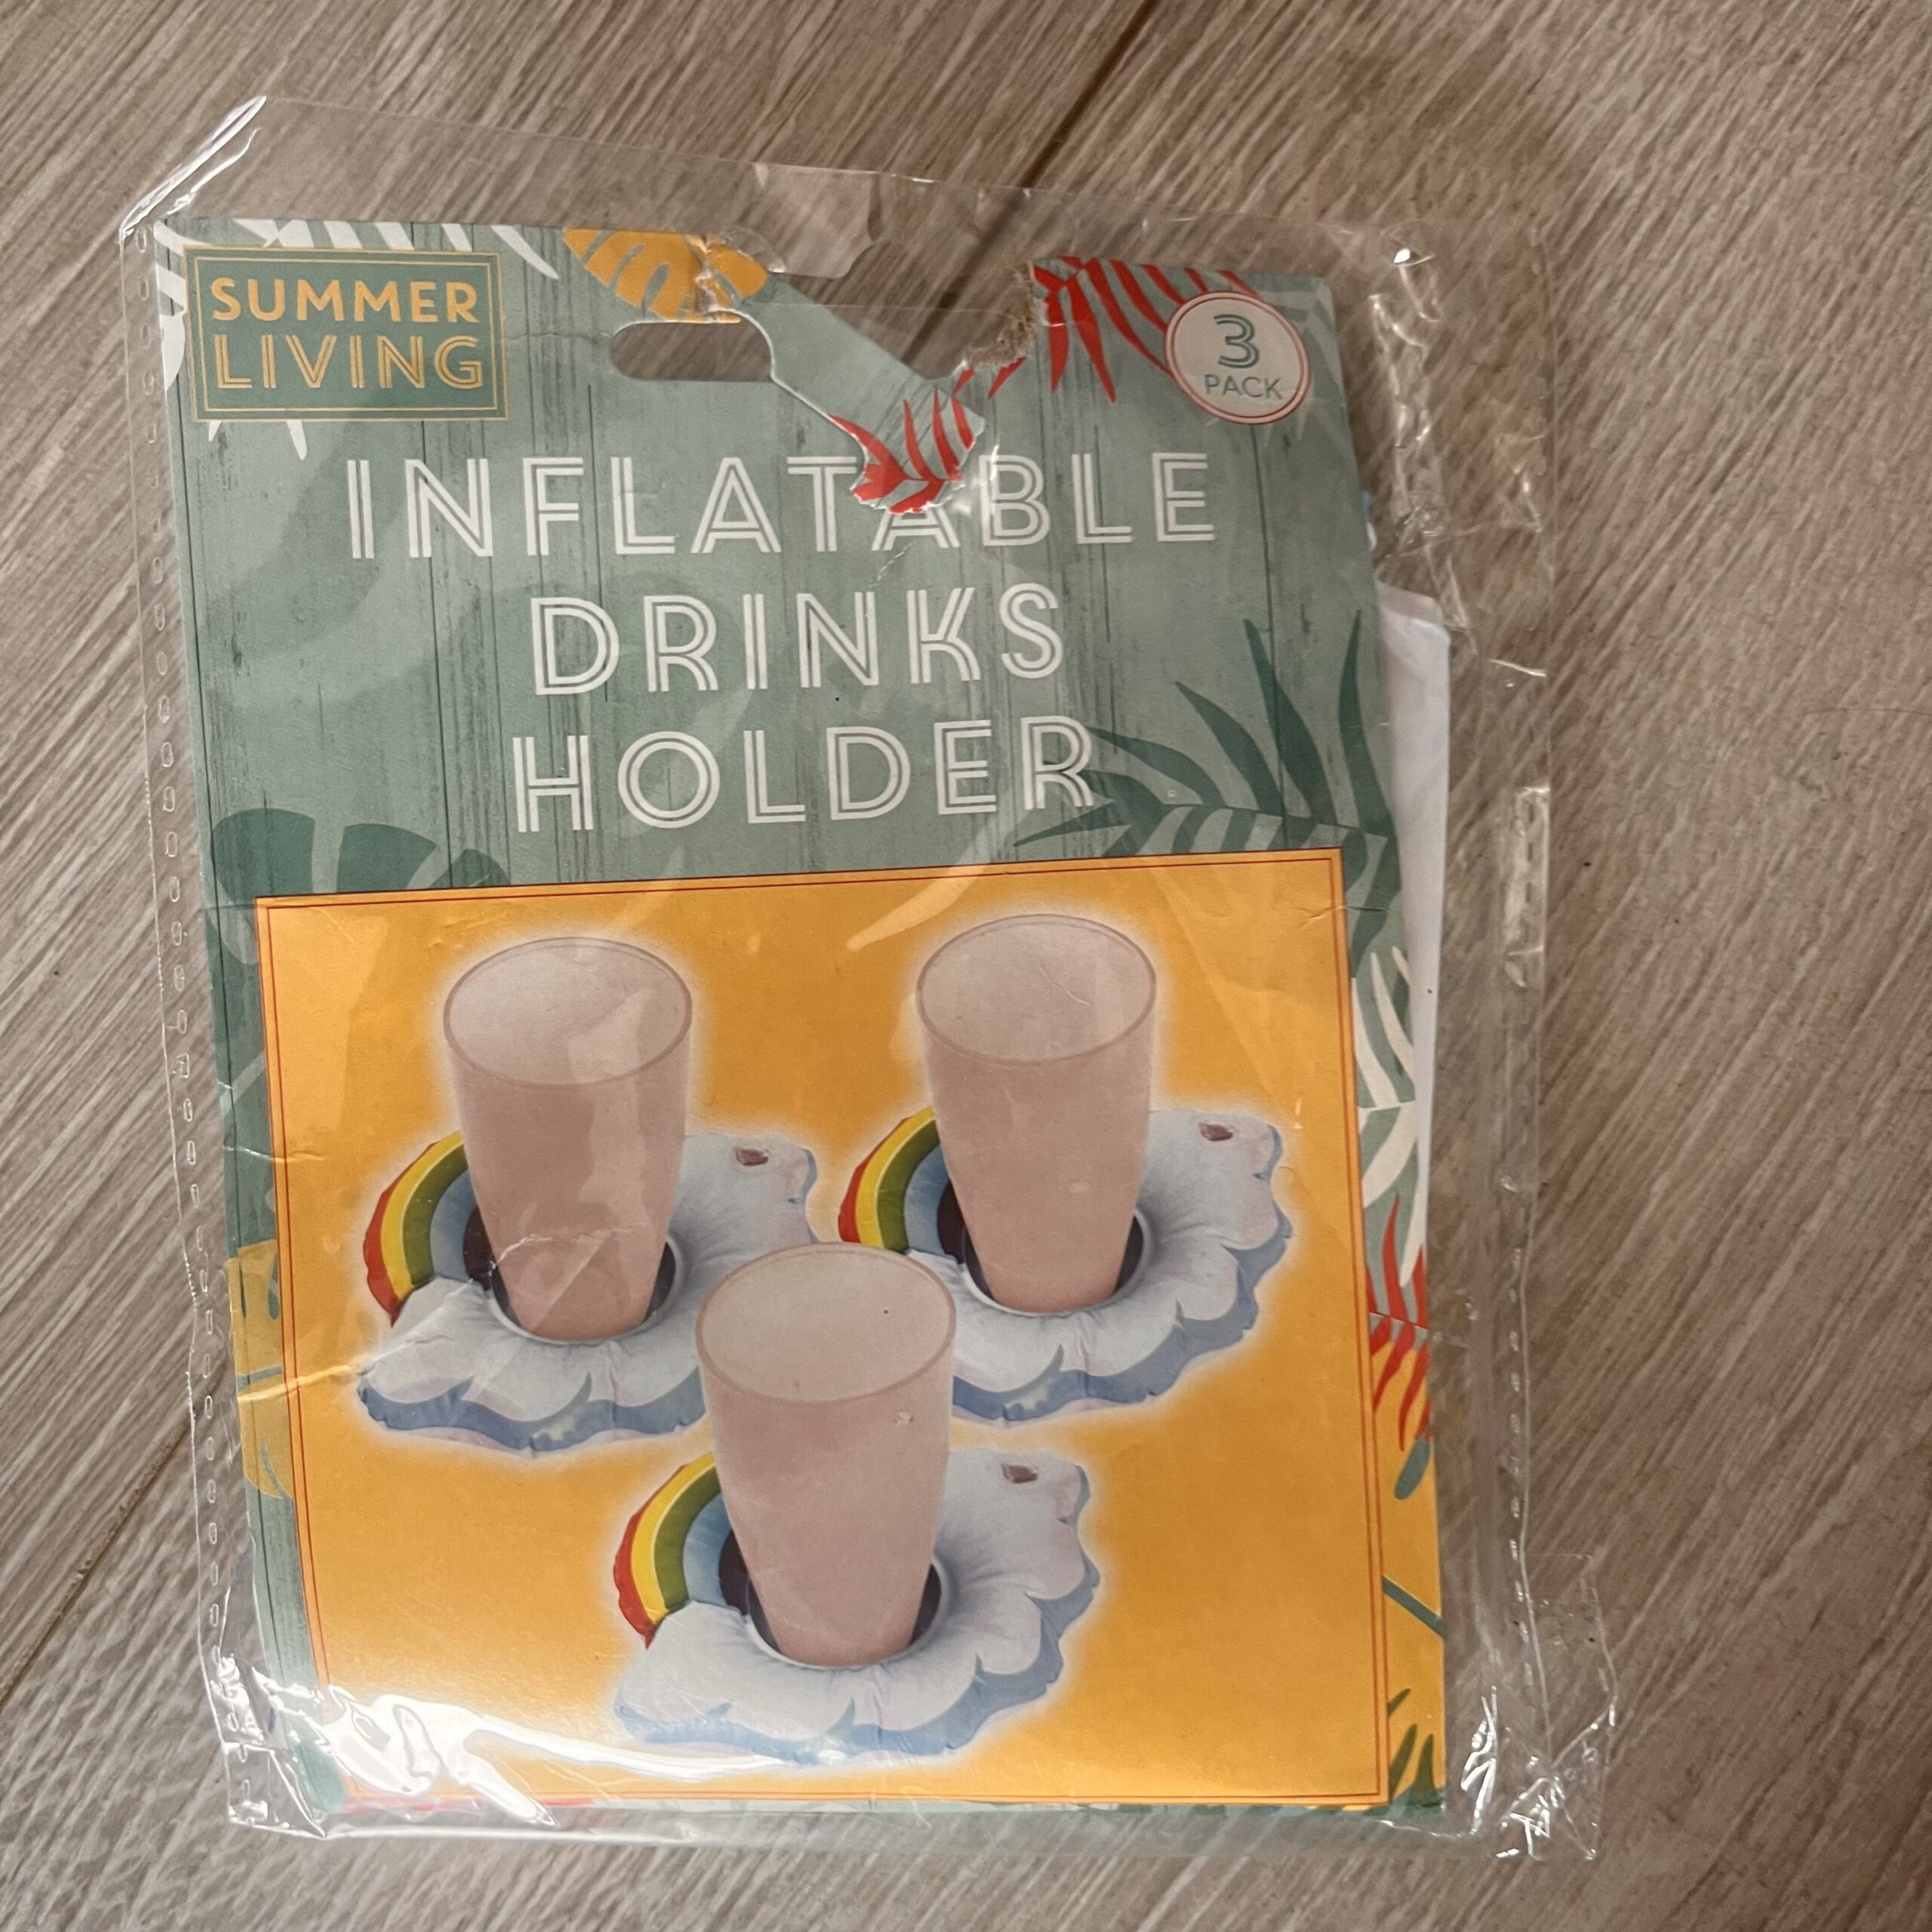 SUMMER
LIVING
3
PACK
INFLATABLE
DRINKS
HOLDER